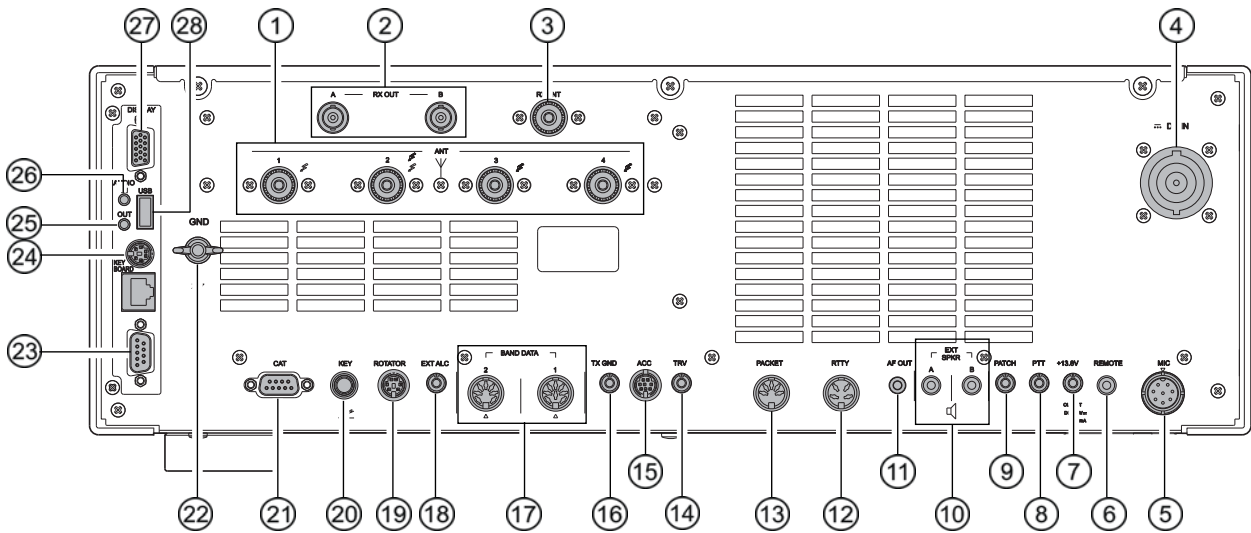 27
28
1
2
3
4
A RX OUT B
DISPLAY
ANT
1 2 3 4
26
USB
25
OUT
GND
24
KEY
BOARD
23
CAT
KEY
ROTATOR
EXT ALC
BAND DATA
2 1
TX GND
ACC
TRV
PACKET
RTTY
AF OUT
EXT
SPKR
A B
PATCH
PTT
+13.8V
REMOTE
MIC
22
21
20
19
18
17
16
15
14
13
12
11
10
9
8
7
6
5